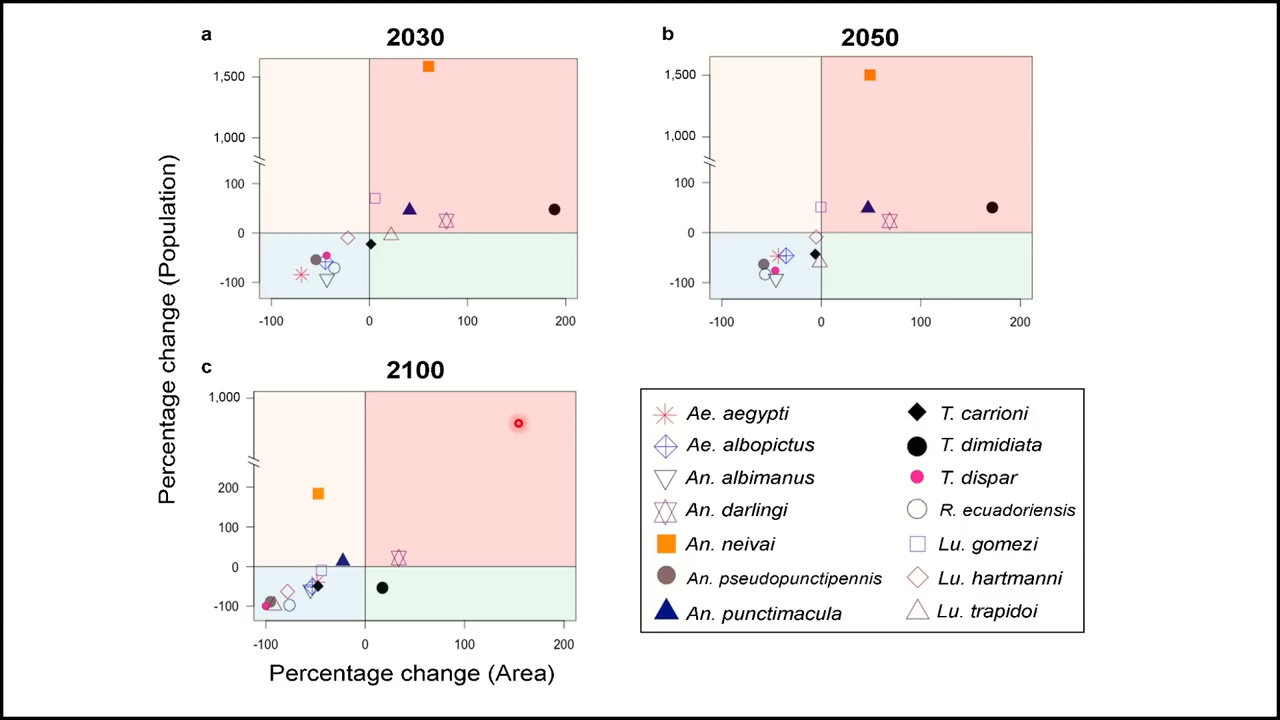 a
2030
b
2050
1,500
1,000
100
0
-100
-100
0
100
200
1,500
1,000
100
0
-100
-100
0
100
200
Percentage change (Population)
c
2100
1,000
200
100
0
-100
-100
0
100
200
Percentage change (Area)
Ae. aegypti
Ae. albopictus
An. albimanus
An. darlingi
An. neivai
An. pseudopunctipennis
An. punctimacula
T. carrioni
T. dimidiata
T. dispar
R. ecuadoriensis
Lu. gomezi
Lu. hartmanni
Lu. trapidoi